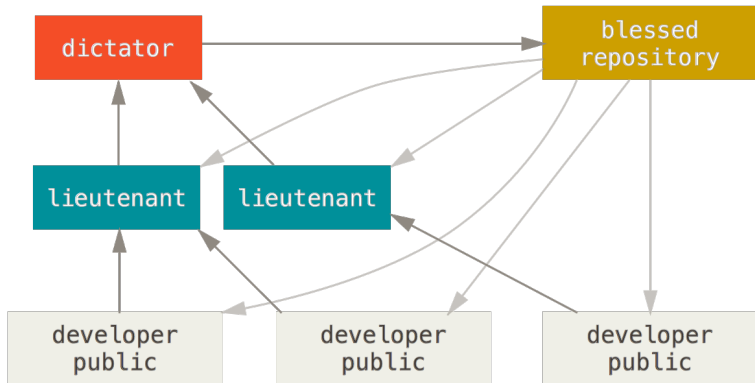 dictator
blessed
repository
lieutenant
lieutenant
developer
public
developer
public
developer
public